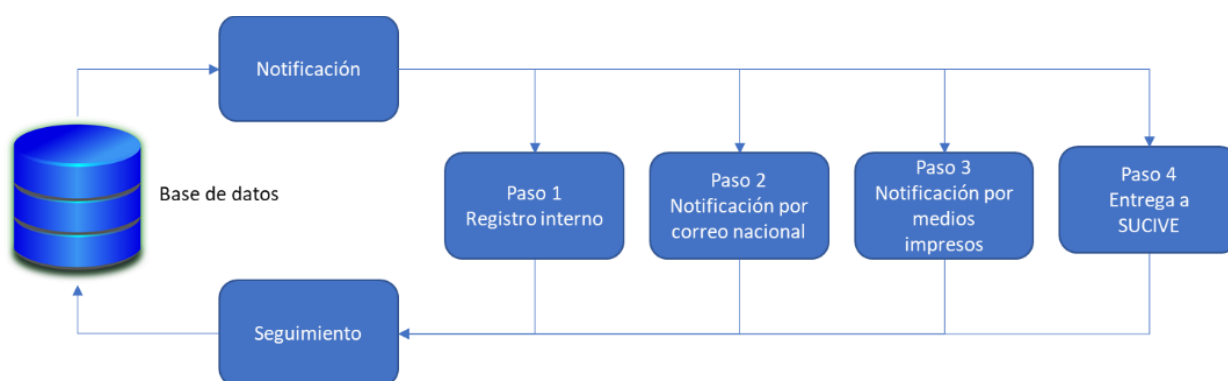 Notificación
Base de datos
Paso 1
Registro interno
Paso 2
Notificación por
correo nacional
Paso 3
Notificación por
medios
impresos
Paso 4
Entrega a
SUCIVE
Seguimiento